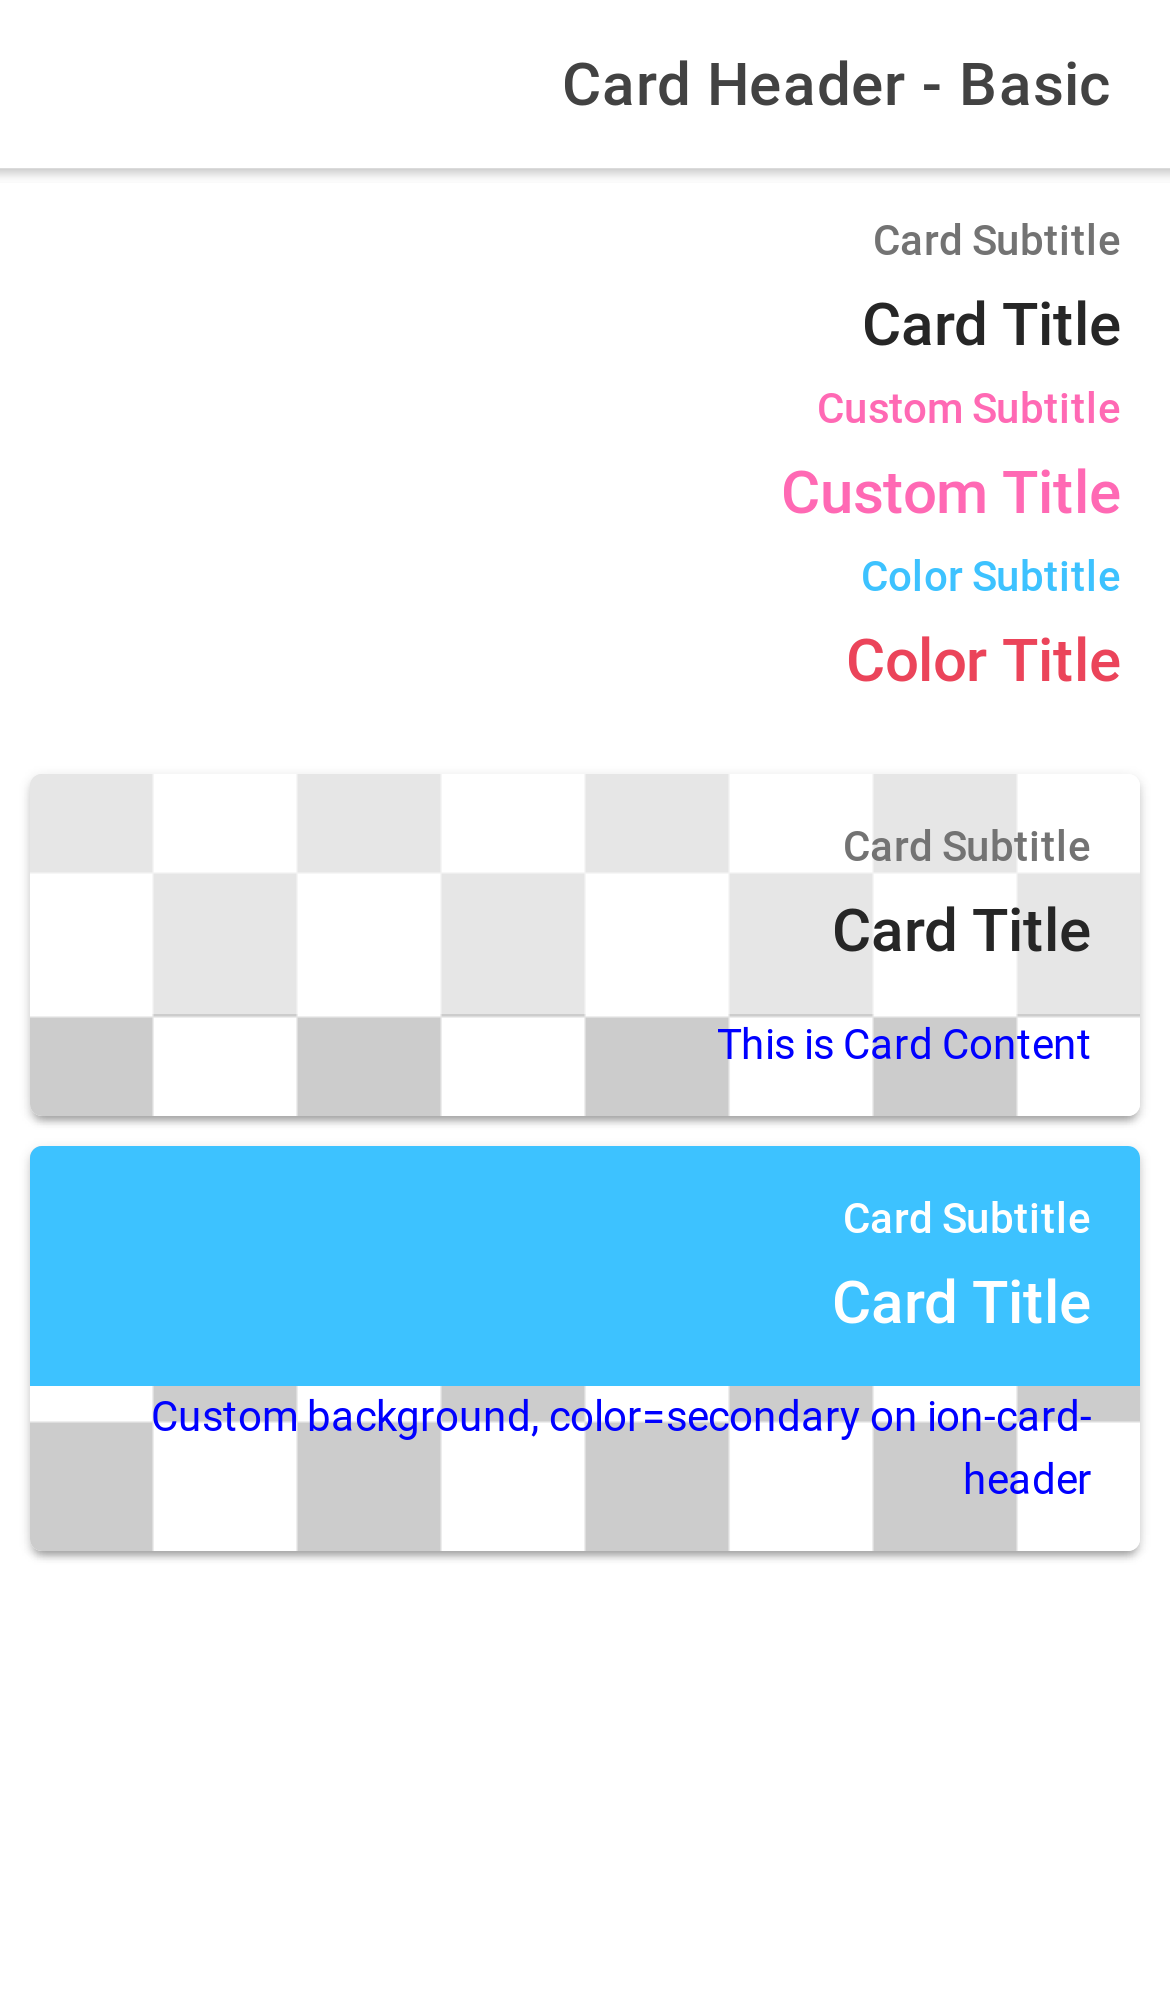 Card Header - Basic
Card Subtitle
Card Title
Custom Subtitle
Custom Title
Color Subtitle
Color Title
Card Subtitle
Card Title
This is Card Content
Card Subtitle
Card Title
Custom background, color=secondary on ion-card-
header